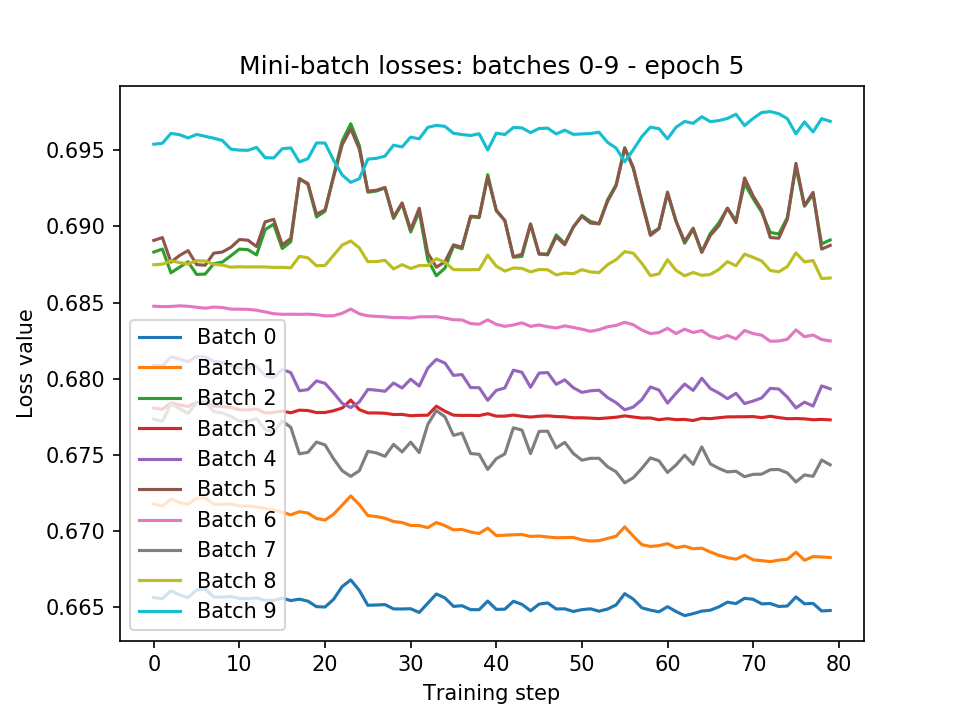 Mini-batch losses: batches 0-9 - epoch 5
Loss value
0.695
0.690
0.685
0.680
0.675
0.670
0.665
Batch 0
Batch 1
Batch 2
Batch 3
Batch 4
Batch 5
Batch 6
Batch 7
Batch 8
Batch 9
0 10 20 30 40 50 60 70 80
Training step